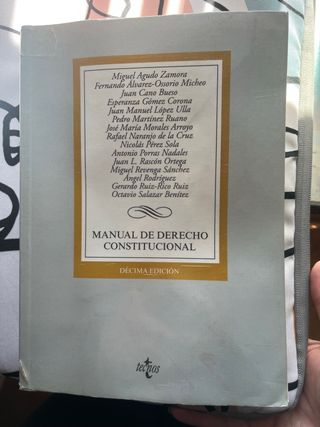 Miguel Agudo Zamora
Fernando Álvarez-Ossorio Micheo
Juan Cano Bueso
Esperanza Gómez Corona
Juan Manuel López Ulla
Pedro Martínez Ruano
José María Morales Arroyo
Rafael Naranjo de la Cruz
Nicolás Pérez Sola
Antonio Porras Nadales
Juan L. Rascón Ortega
Miguel Revenga Sánchez
Ángel Rodríguez
Gerardo Ruiz-Rico Ruiz
Octavio Salazar Benítez
MANUAL DE DERECHO
CONSTITUCIONAL
DÉCIMA EDICIÓN
tecnos